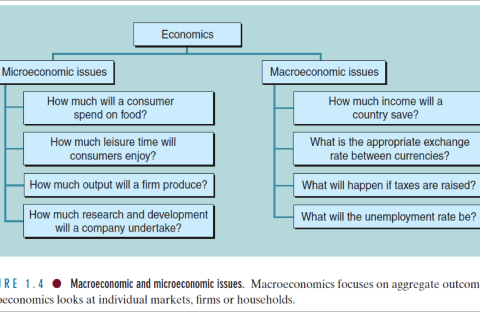 Economics
Microeconomic issues
Macroeconomic issues
How much will a consumer
spend on food?
How much income will a
country save?
How much leisure time will
consumers enjoy?
What is the appropriate exchange
rate between currencies?
How much output will a firm produce?
What will happen if taxes are raised?
How much research and development
will a company undertake?
What will the unemployment rate be?
URE 1.4 ● Macroeconomic and microeconomic issues. Macroeconomics focuses on aggregate outcom
oeconomics looks at individual markets, firms or households.